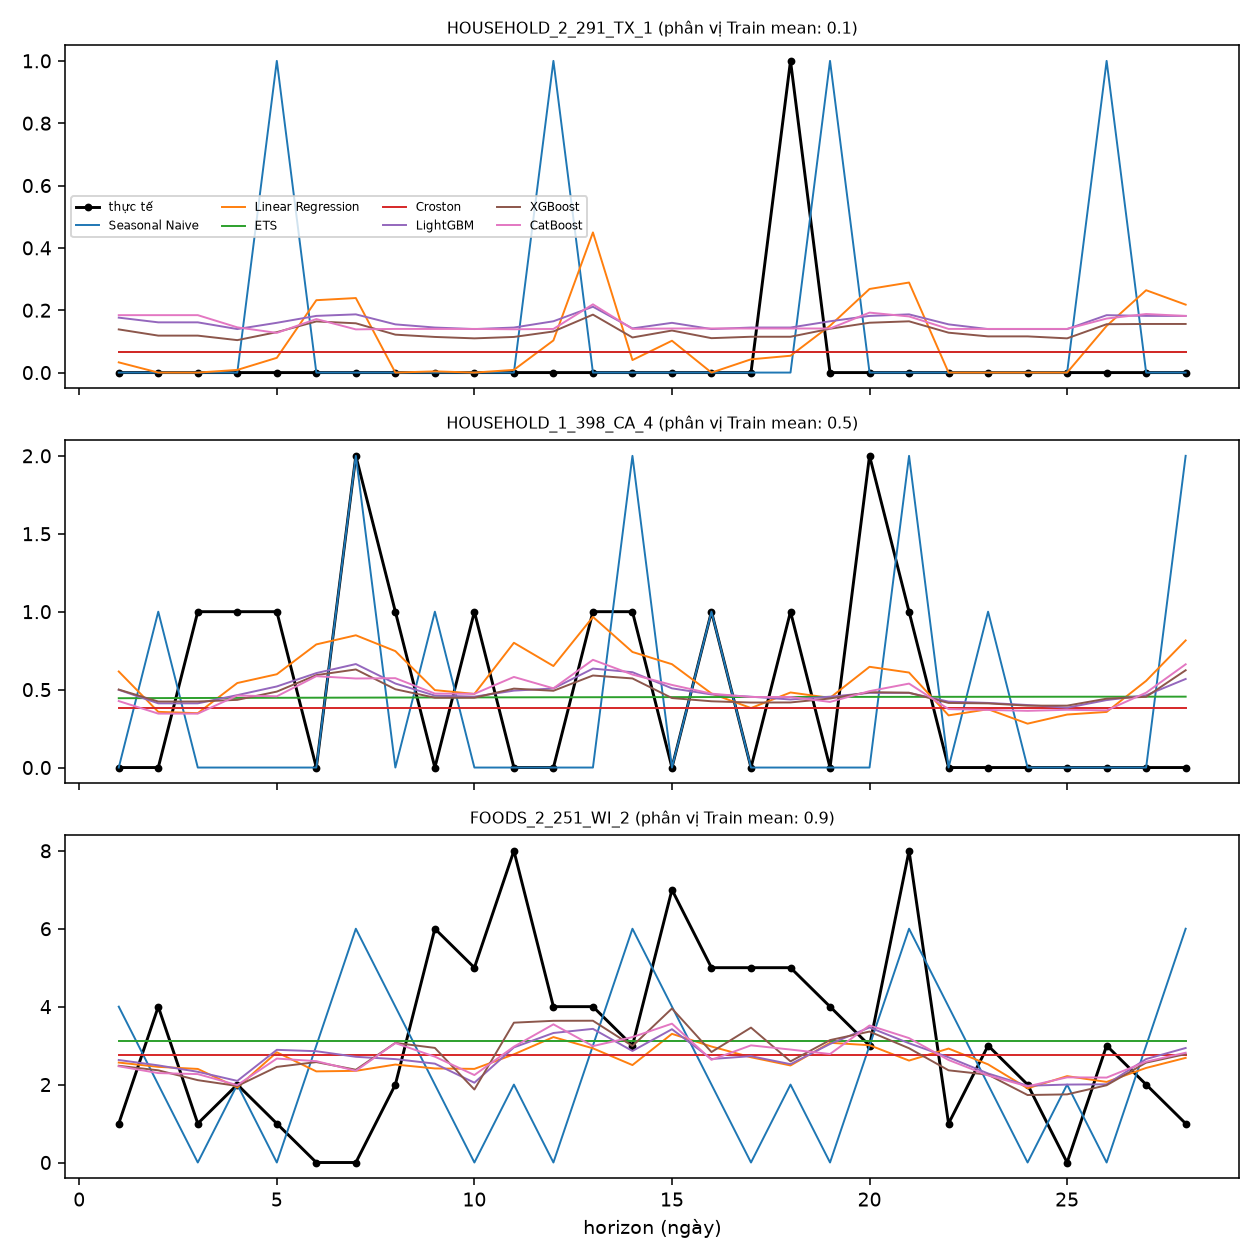 HOUSEHOLD_2_291_TX_1 (phân vị Train mean: 0.1)
1.0
0.8
0.6
0.4
0.2
0.0
thực tế
Seasonal Naive
Linear Regression
ETS
Croston
LightGBM
XGBoost
CatBoost
HOUSEHOLD_1_398_CA_4 (phân vị Train mean: 0.5)
2.0
1.5
1.0
0.5
0.0
FOODS_2_251_WI_2 (phân vị Train mean: 0.9)
8
6
4
2
0
0 5 10 15 20 25
horizon (ngày)